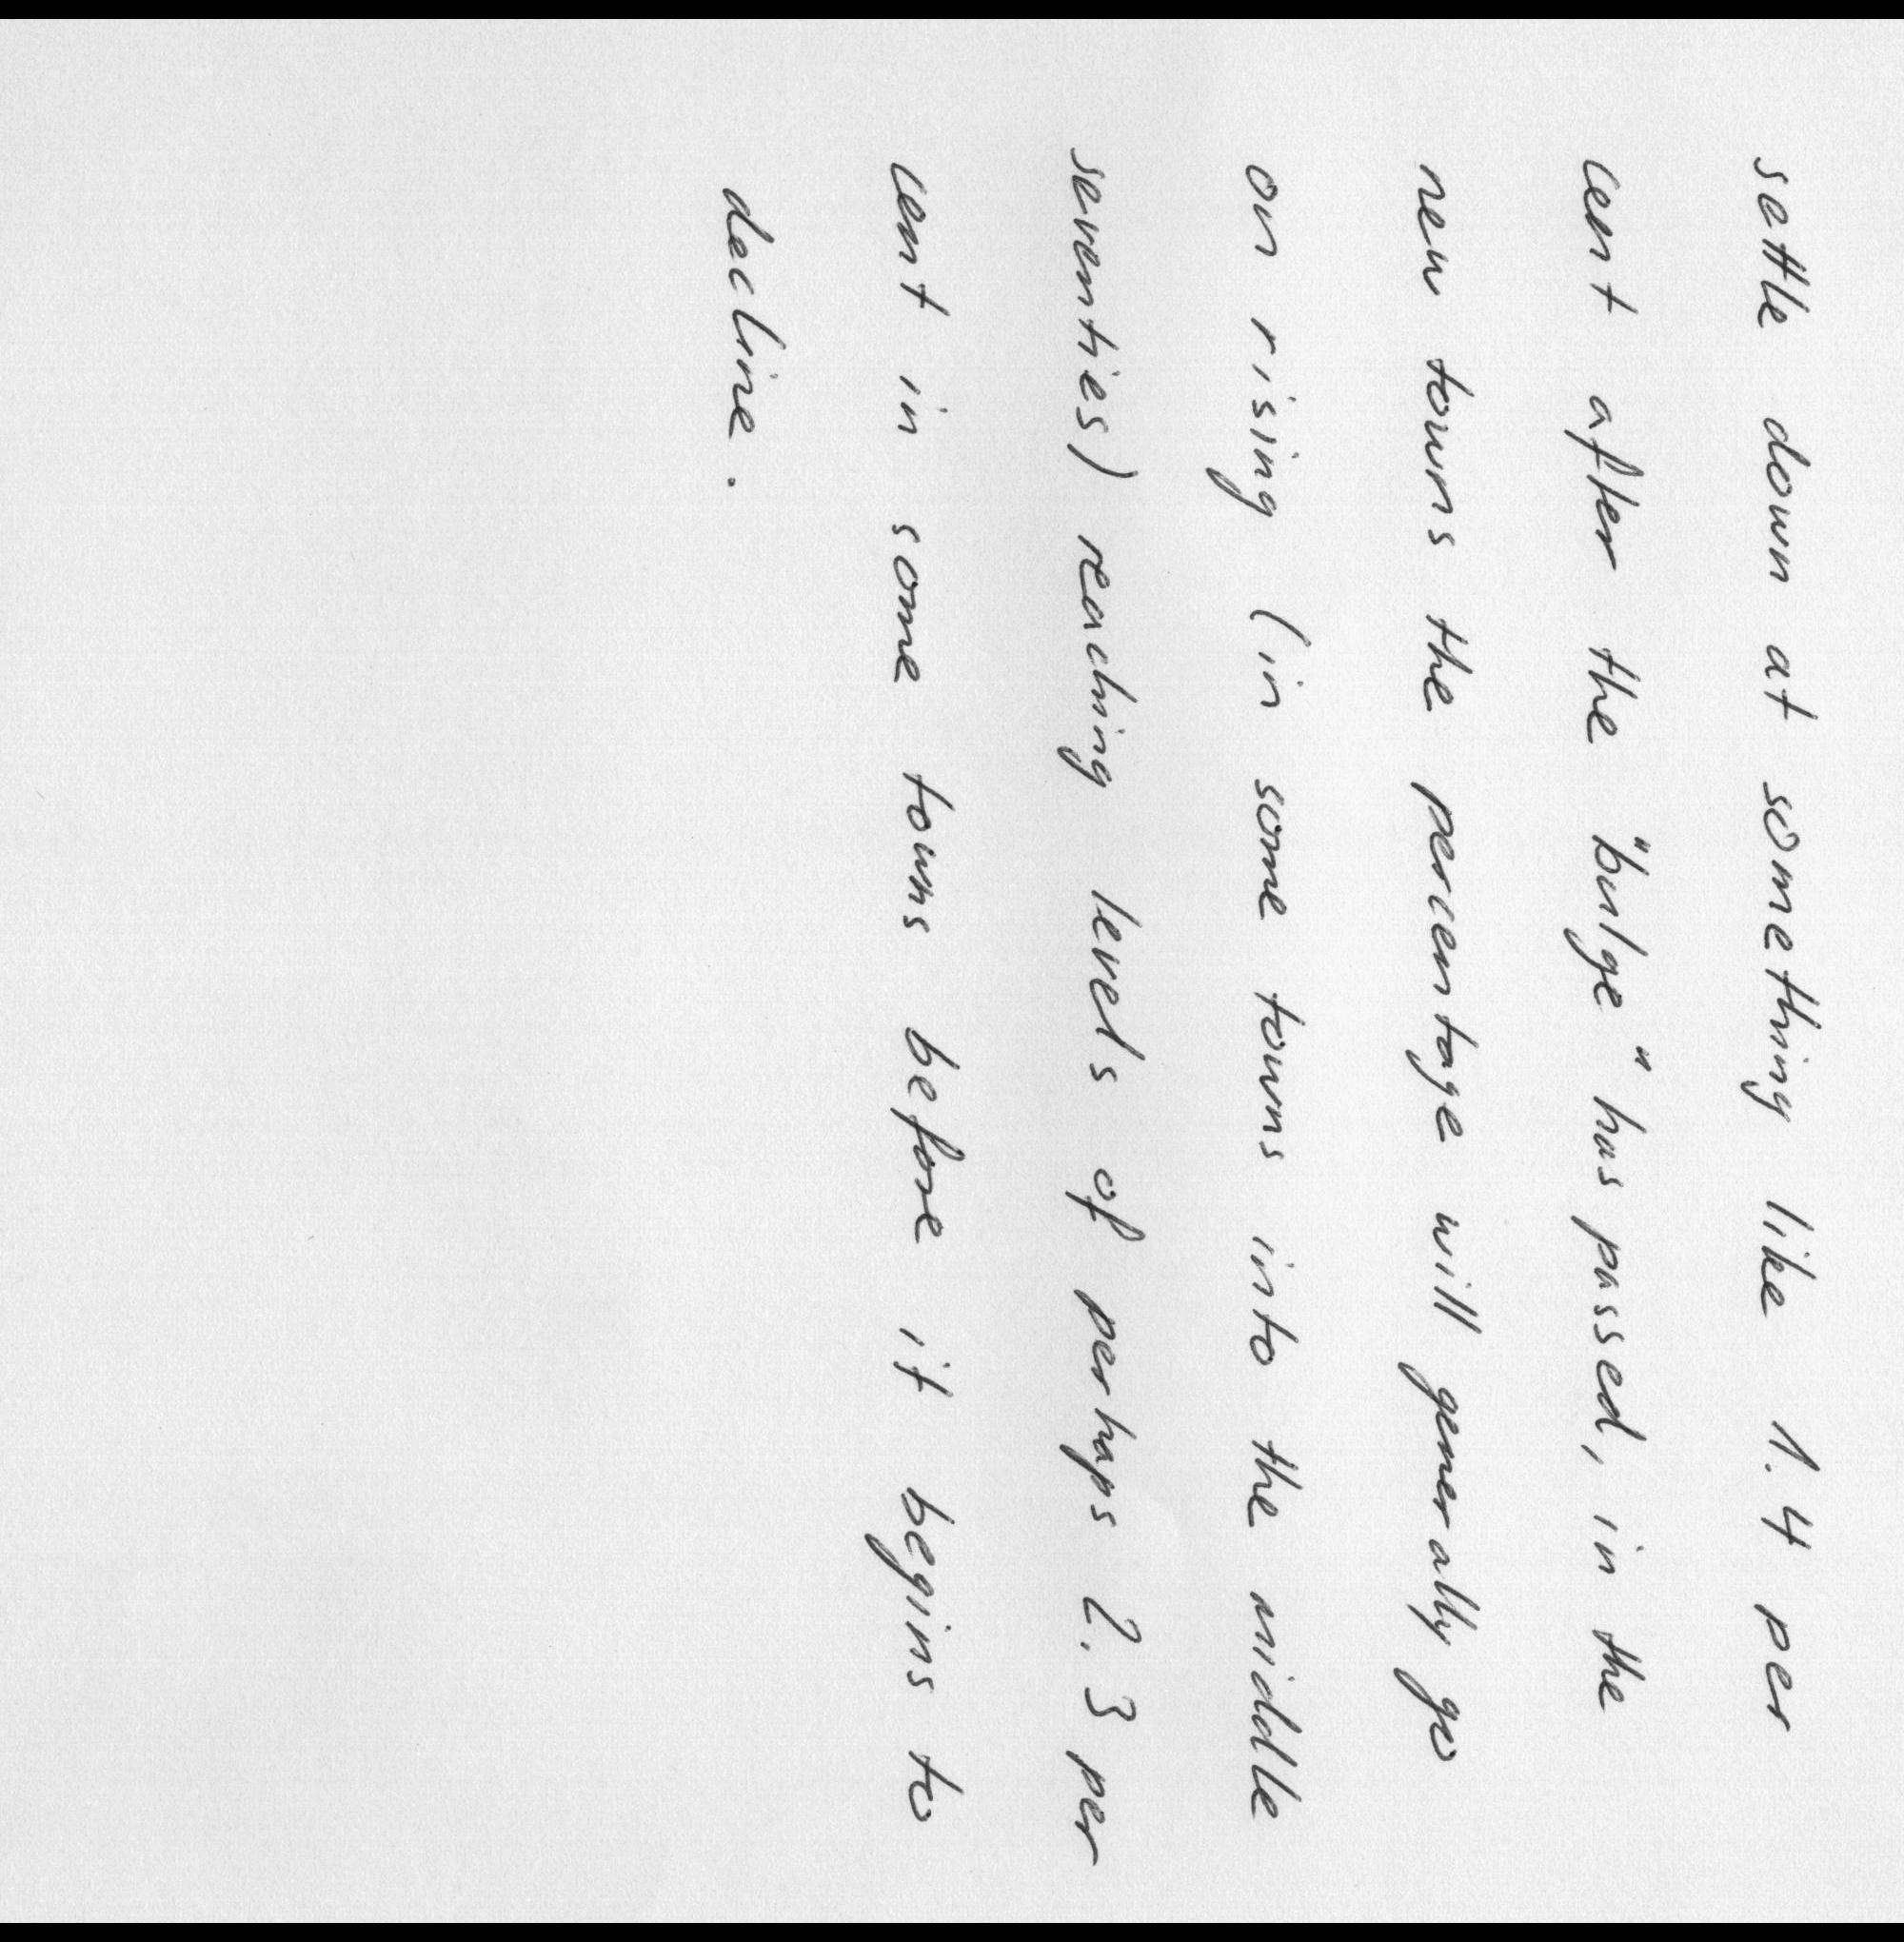 settle down at something like 1.4 per
cent after the "bulge" has passed, in the
new towns the percentage will generally go
on rising (in some towns into the middle
seventies) reaching levels of perhaps 2.3 per
cent in some towns before it begins to
decline.